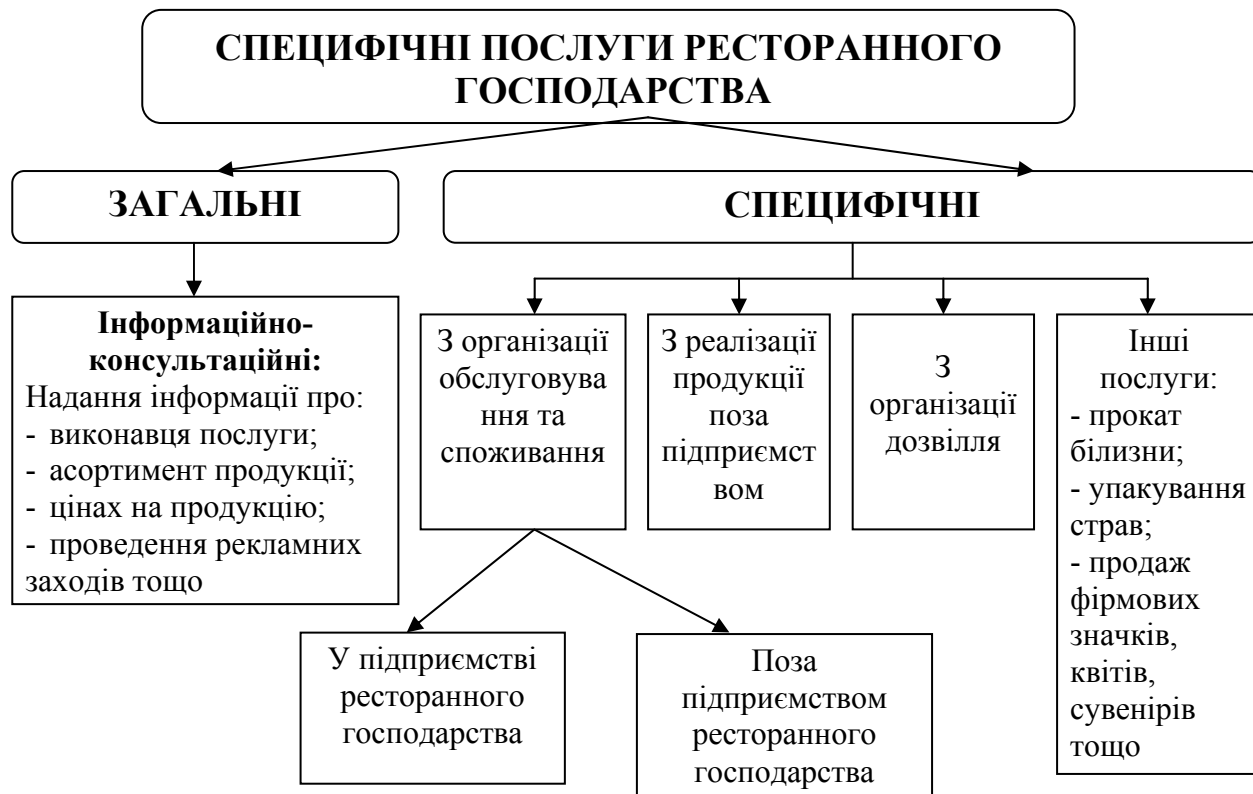 СПЕЦИФІЧНІ ПОСЛУГИ РЕСТОРАННОГО
ГОСПОДАРСТВА
ЗАГАЛЬНІ
СПЕЦИФІЧНІ
Інформаційно-
консультаційні:
Надання інформації про:
- виконавця послуги;
- асортимент продукції;
- цінах на продукцію;
- проведення рекламних
заходів тощо
З організації
обслуговува
ння та
споживання
З реалізації
продукції
поза
підприємст
вом
З
організації
дозвілля
Інші
послуги:
- прокат
білизни;
- упакування
страв;
- продаж
фірмових
значків,
квітів,
сувенірів
тощо
У підприємстві
ресторанного
господарства
Поза
підприємством
ресторанного
господарства